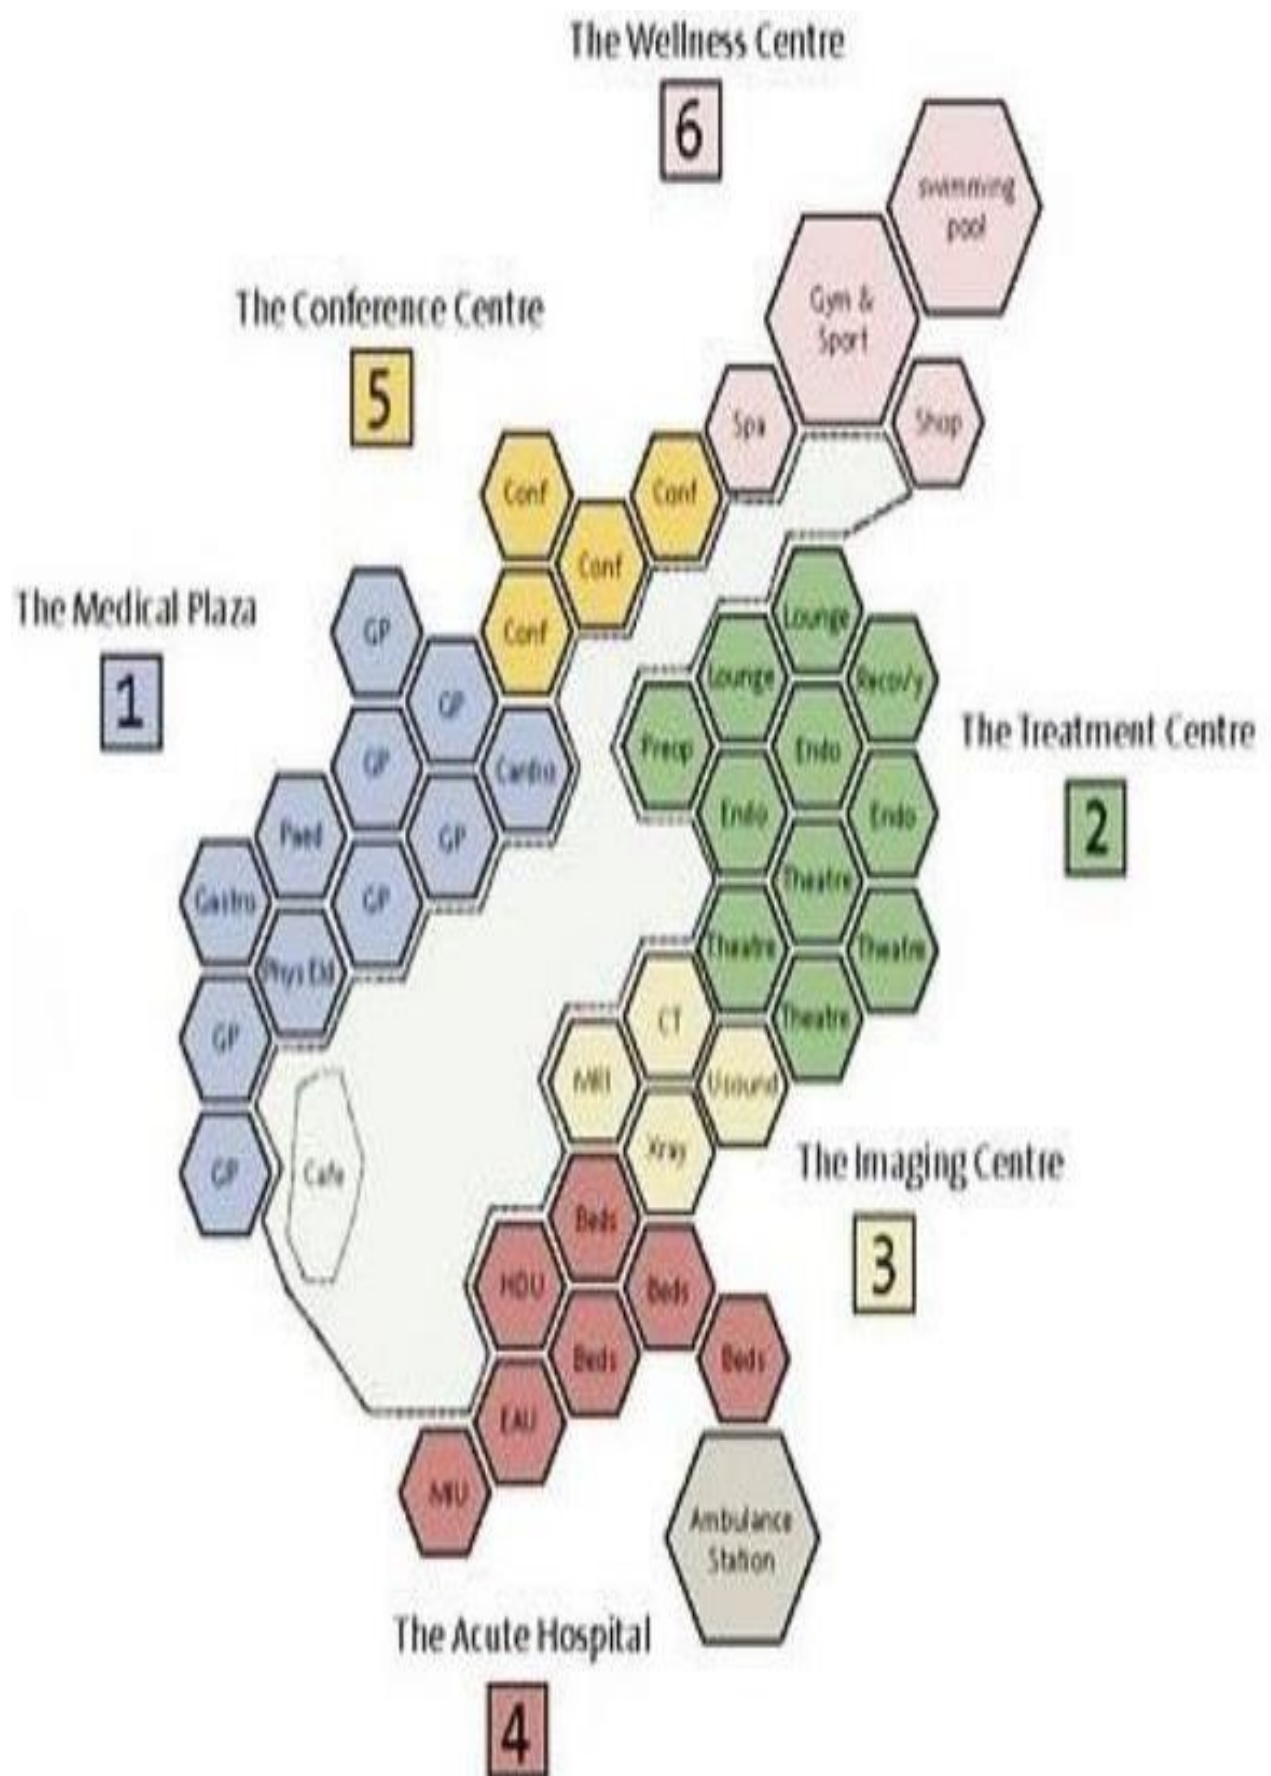 The Wellness Centre
6
swimming
pool
Gym &
Sport
Spa
Shop
The Conference Centre
5
Conf
Conf
Conf
Conf
The Medical Plaza
1
GP
GP
GP
Cardio
GP
Paed
GP
Gastro
Phys Eld
GP
GP
Cafe
Lounge
Lounge
Recov'y
Preop
Endo
Endo
Endo
Theatre
Theatre
Theatre
Theatre
The Treatment Centre
2
CT
MRI
Usound
Xray
The Imaging Centre
3
Beds
HDU
Beds
Beds
Beds
EAU
MIU
Ambulance
Station
The Acute Hospital
4